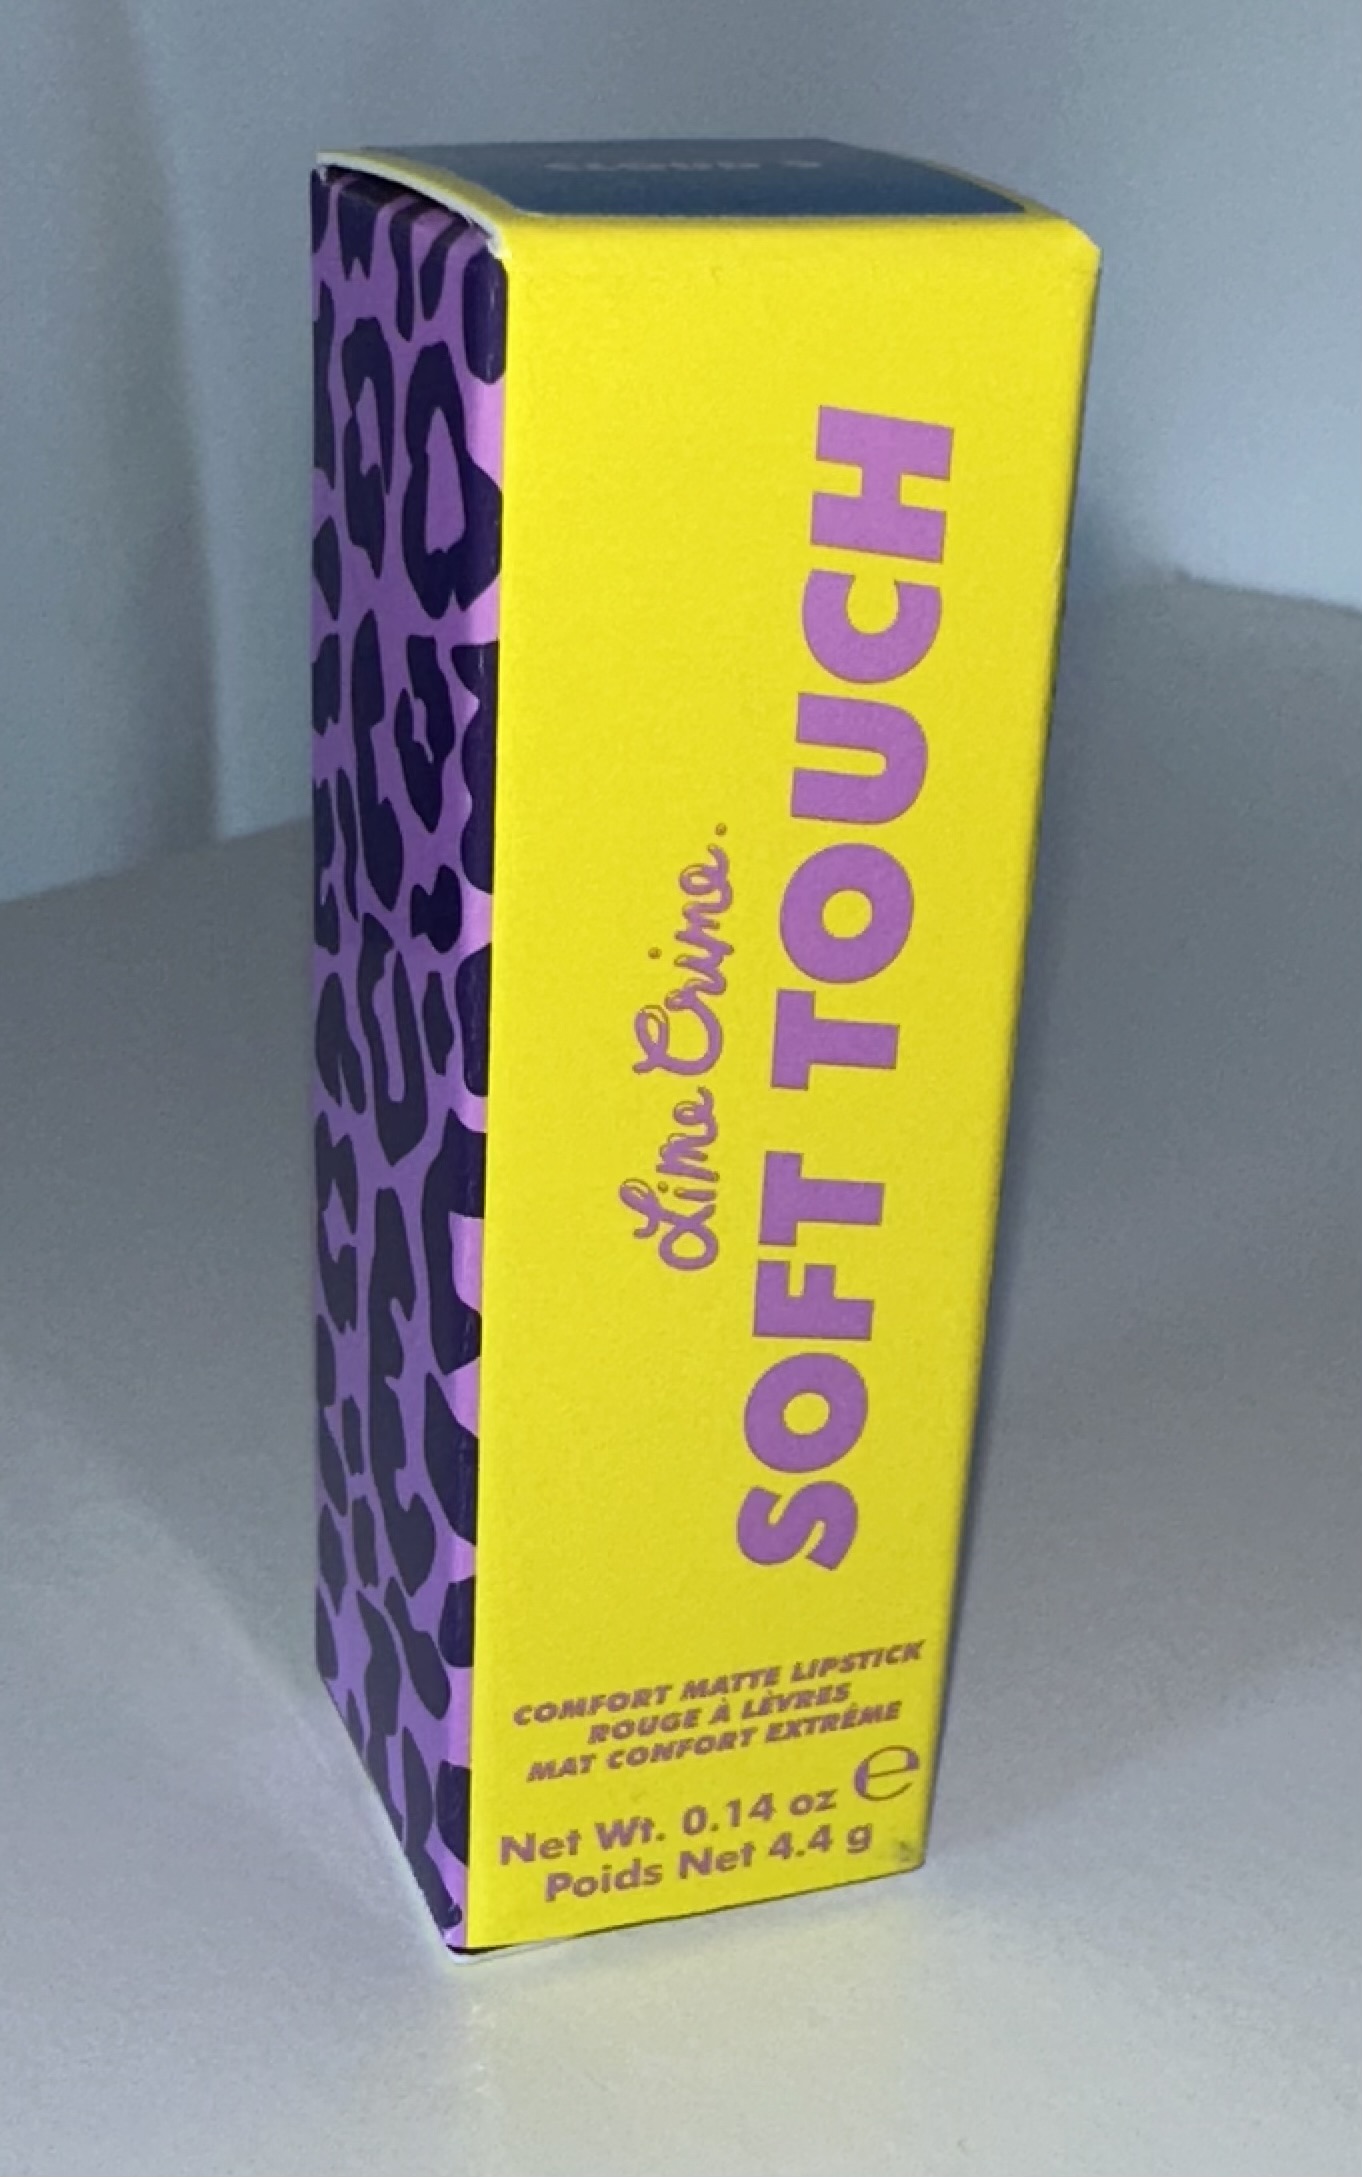 Lime Crime.
SOFT TOUCH
COMFORT MATTE LIPSTICK
ROUGE À LÈVRES
MAT CONFORT EXTRÊME
Net Wt. 0.14 oz ℮
Poids Net 4.4 g